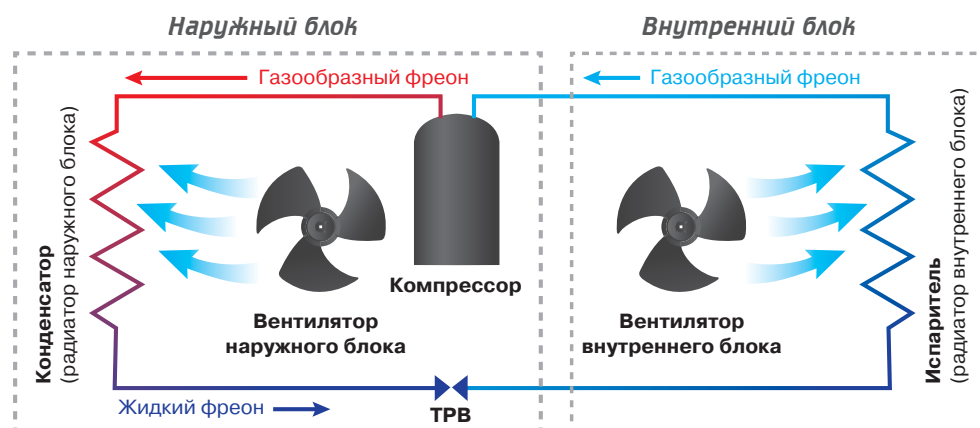 Наружный блок
Внутренний блок
Газообразный фреон
Газообразный фреон
Конденсатор
(радиатор наружного блока)
Компрессор
Вентилятор
наружного блока
Вентилятор
внутреннего блока
Испаритель
(радиатор внутреннего блока)
Жидкий фреон
ТРВ